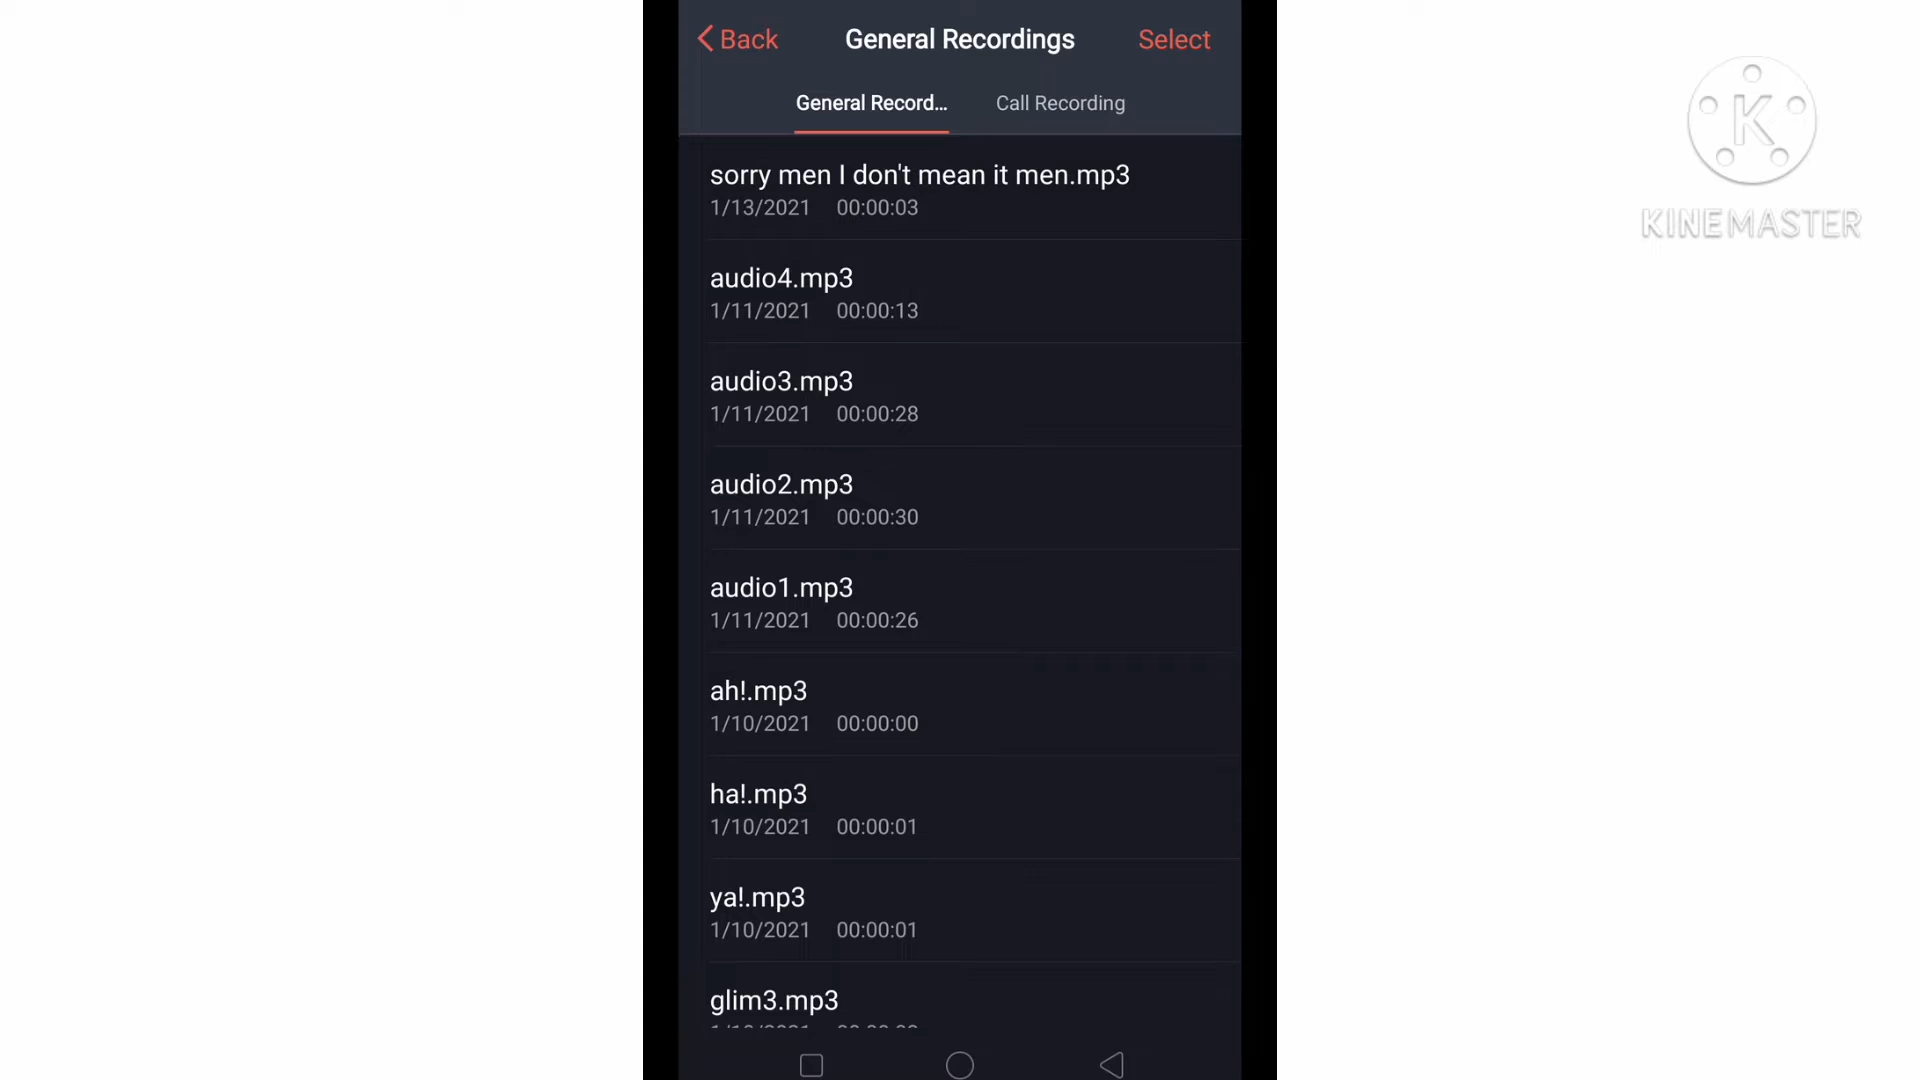 Back General Recordings Select
General Record... Call Recording
K
KINEMASTER
sorry men I don't mean it men.mp3
1/13/2021 00:00:03
audio4.mp3
1/11/2021 00:00:13
audio3.mp3
1/11/2021 00:00:28
audio2.mp3
1/11/2021 00:00:30
audio1.mp3
1/11/2021 00:00:26
ah!.mp3
1/10/2021 00:00:00
ha!.mp3
1/10/2021 00:00:01
ya!.mp3
1/10/2021 00:00:01
glim3.mp3